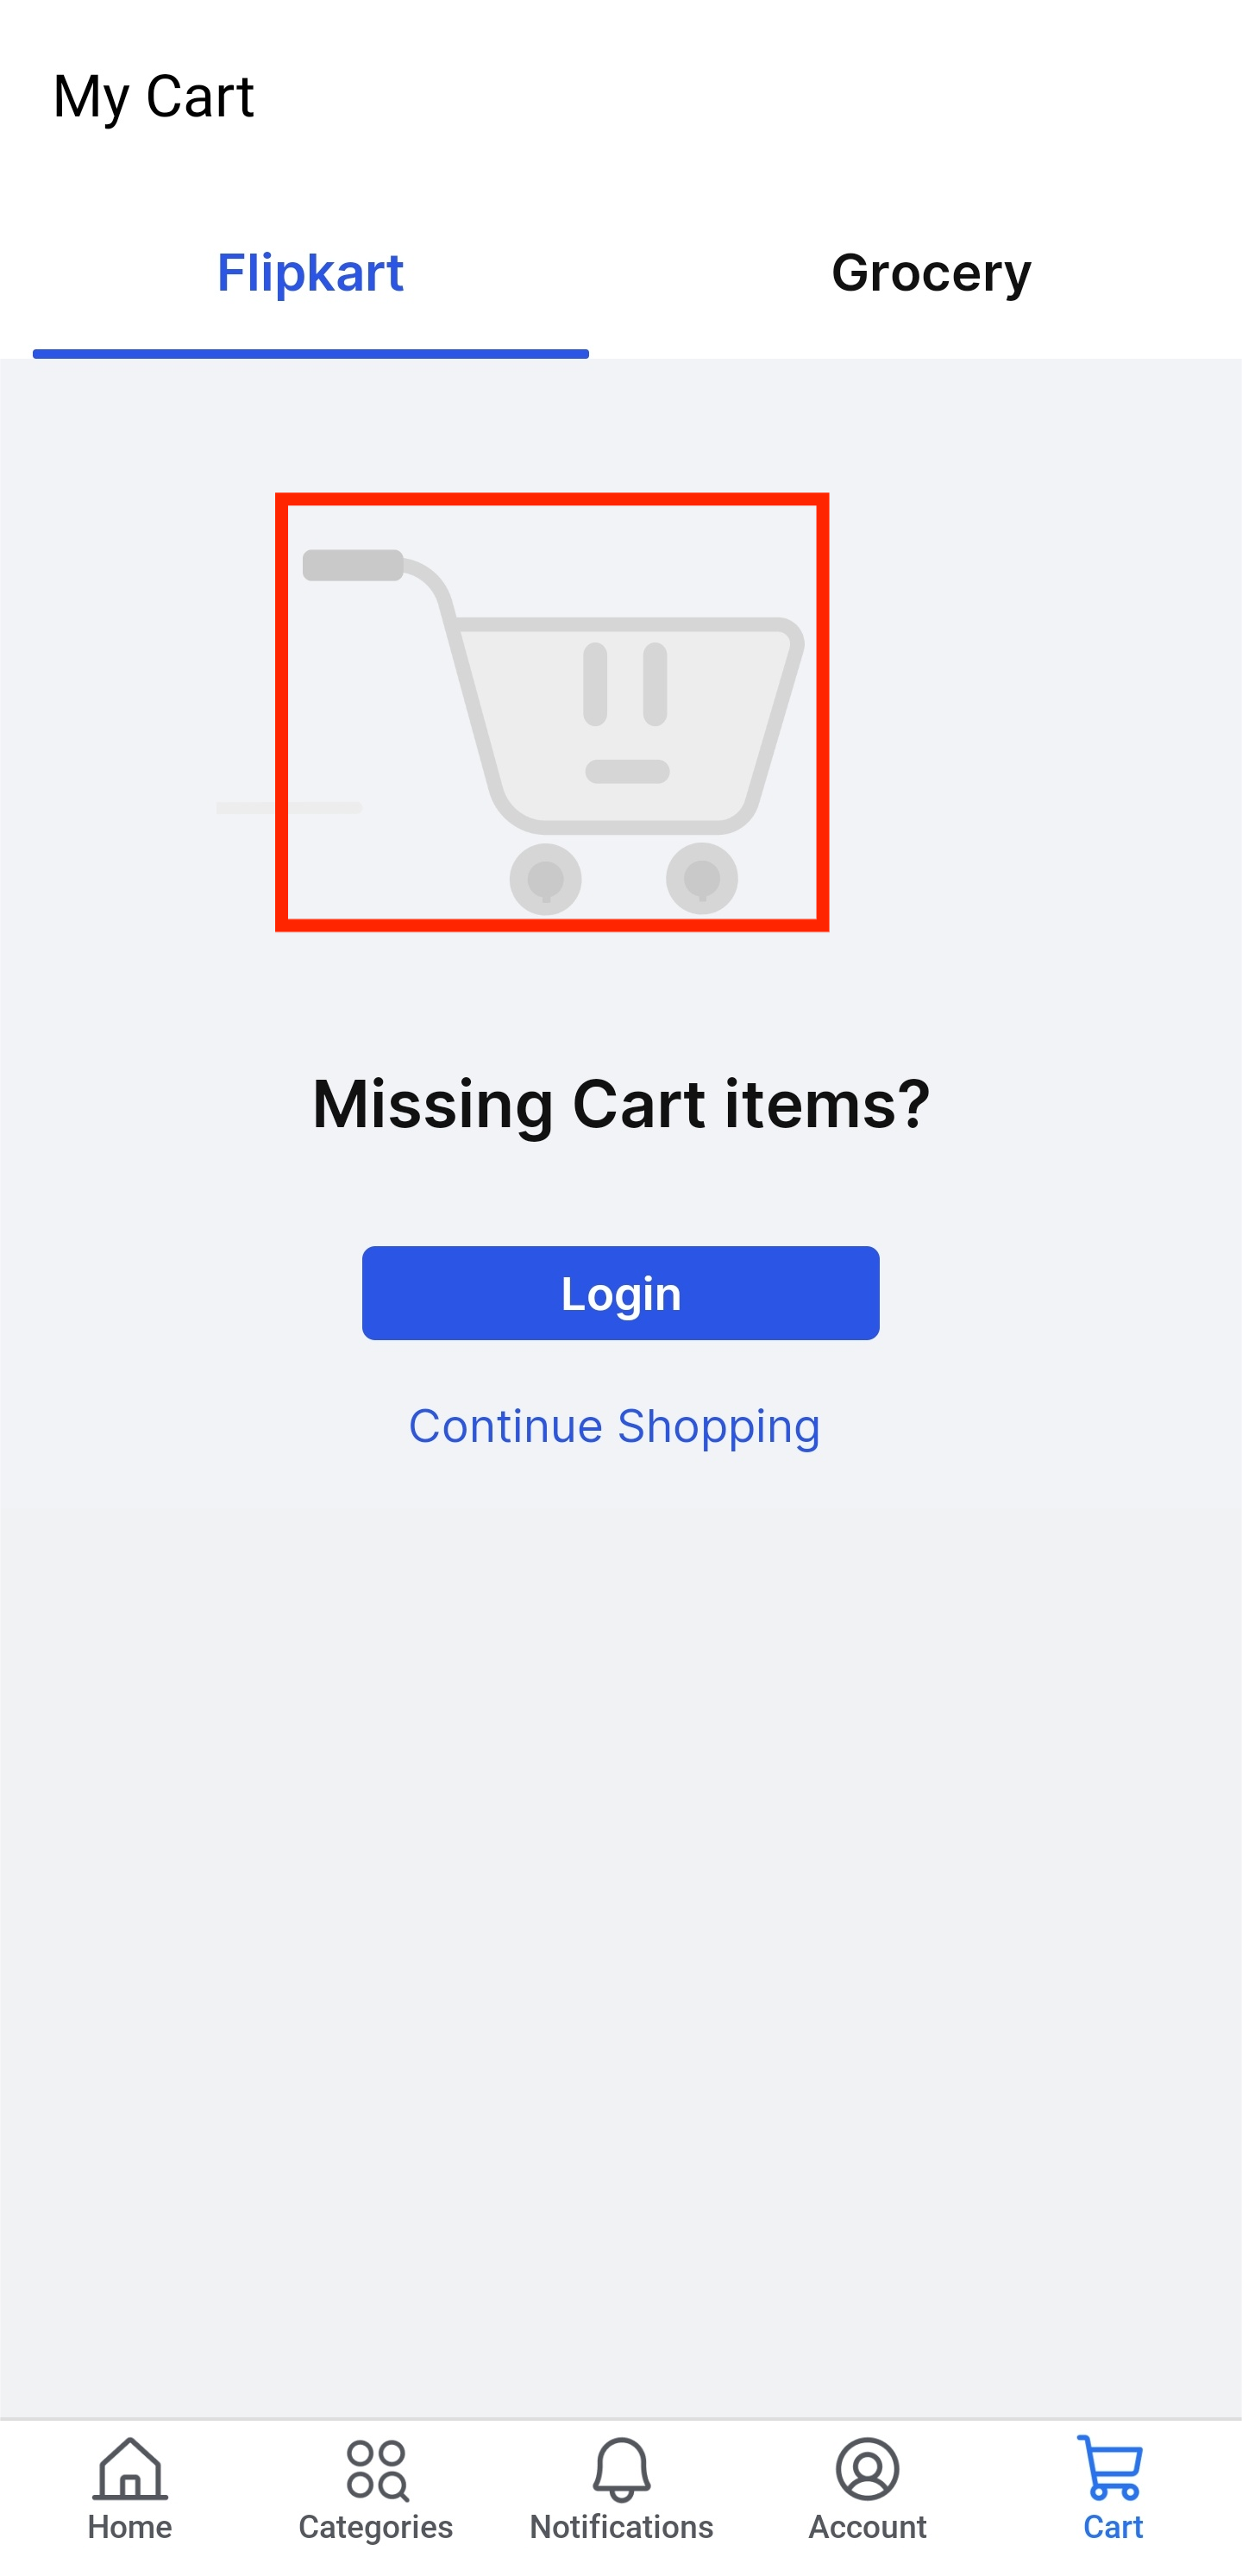 My Cart
Flipkart
Grocery
Missing Cart items?
Login
Continue Shopping
Home
Categories
Notifications
Account
Cart